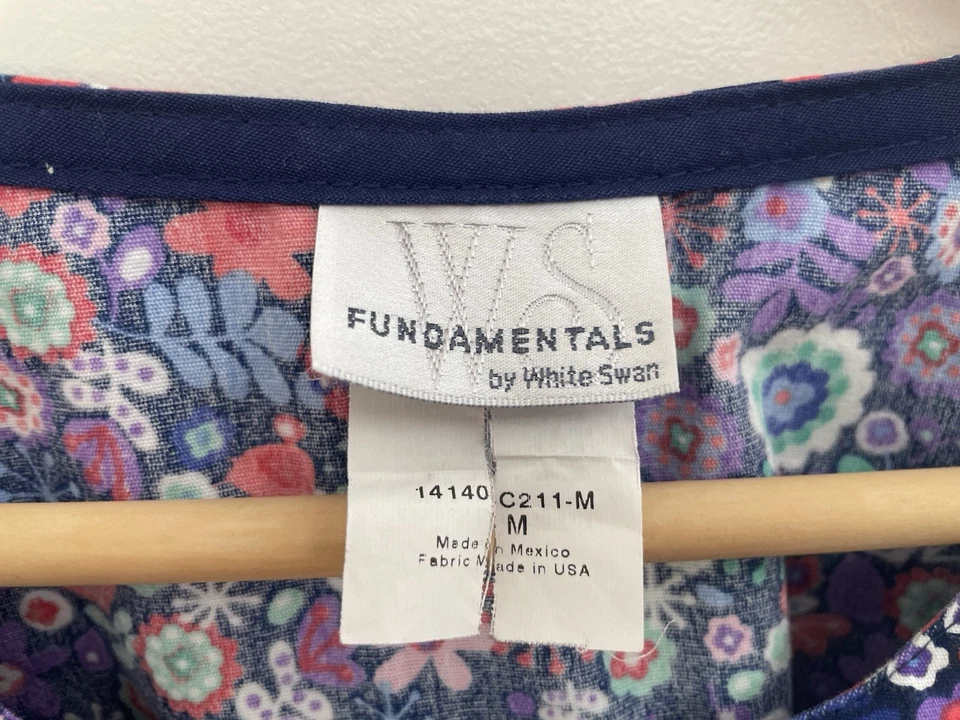 WS
FUNDAMENTALS
by White Swan
14140 C211-M
M
Made in Mexico
Fabric Made in USA